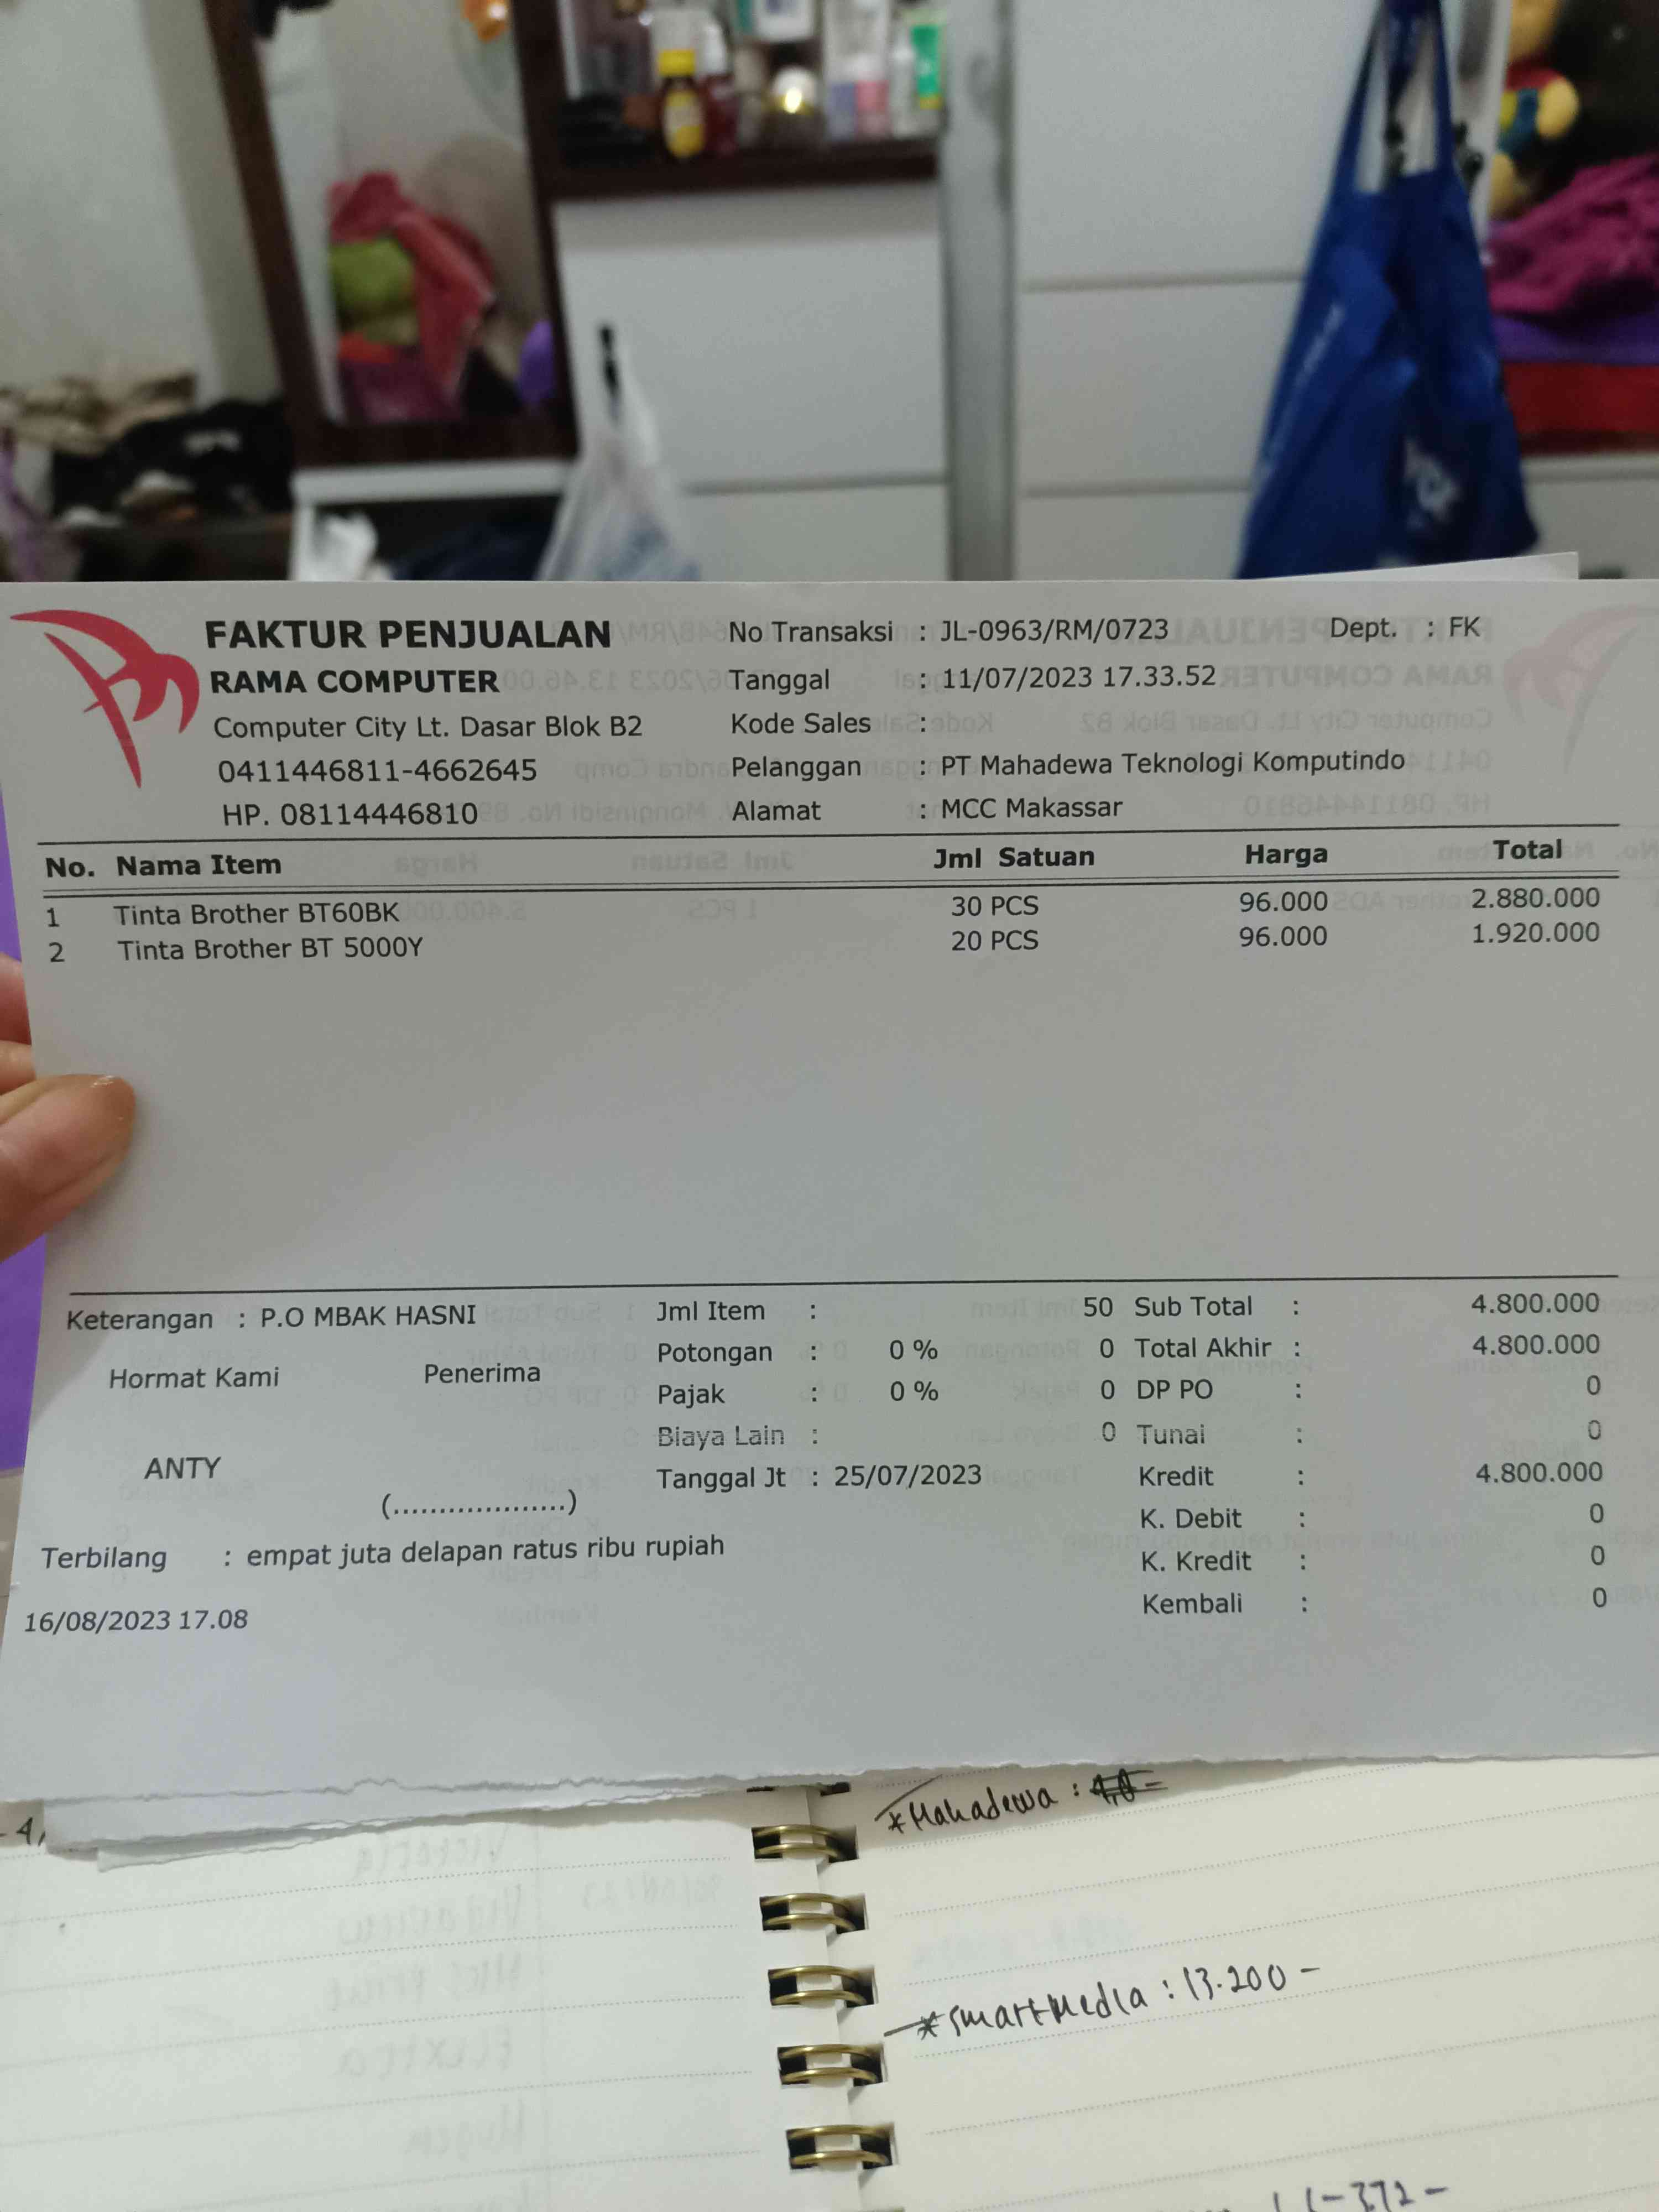 FAKTUR PENJUALAN
RAMA COMPUTER
Computer City Lt. Dasar Blok B2
0411446811-4662645
HP. 08114446810
No Transaksi : JL-0963/RM/0723
Dept. : FK
Tanggal : 11/07/2023 17.33.52
Kode Sales :
Pelanggan : PT Mahadewa Teknologi Komputindo
Alamat : MCC Makassar
No. Nama Item Jml Satuan Harga Total
1 Tinta Brother BT60BK 30 PCS 96.000 2.880.000
2 Tinta Brother BT 5000Y 20 PCS 96.000 1.920.000
Keterangan : P.O MBAK HASNI
Hormat Kami Penerima
ANTY
(....................)
Jml Item : 50
Potongan : 0 % 0
Pajak : 0 % 0
Biaya Lain : 0
Tanggal Jt : 25/07/2023
Sub Total : 4.800.000
Total Akhir : 4.800.000
DP PO : 0
Tunai : 0
Kredit : 4.800.000
K. Debit : 0
K. Kredit : 0
Kembali : 0
Terbilang : empat juta delapan ratus ribu rupiah
16/08/2023 17.08
*Mahadewa :
*SmartMedia : 13.200 -